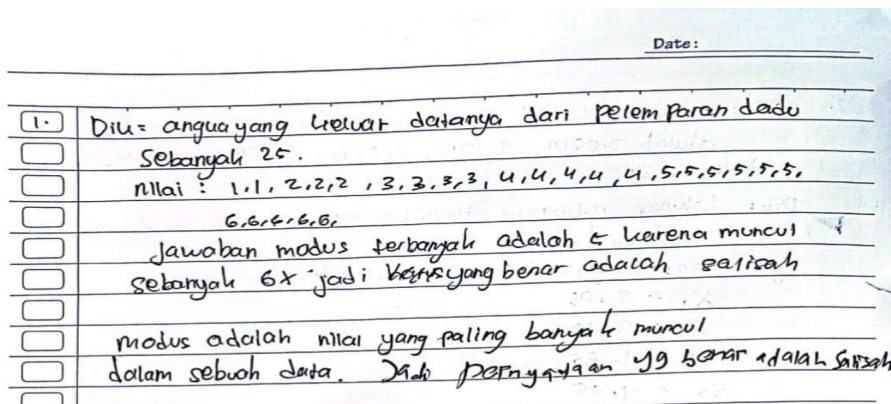 Date:
1. Dik = angka yang keluar datanya dari pelemparan dadu
sebanyak 25.
nilai : 1,1, 2,2,2, 3,3,3,3, 4,4,4,4,4,5,5,5,5,5,5,
6,6,6,6,6,
Jawaban modus terbanyak adalah 5 karena muncul
sebanyak 6x jadi yang benar adalah salisah
modus adalah nilai yang paling banyak muncul
dalam sebuah data. Jadi pernyataan yg benar adalah salisah